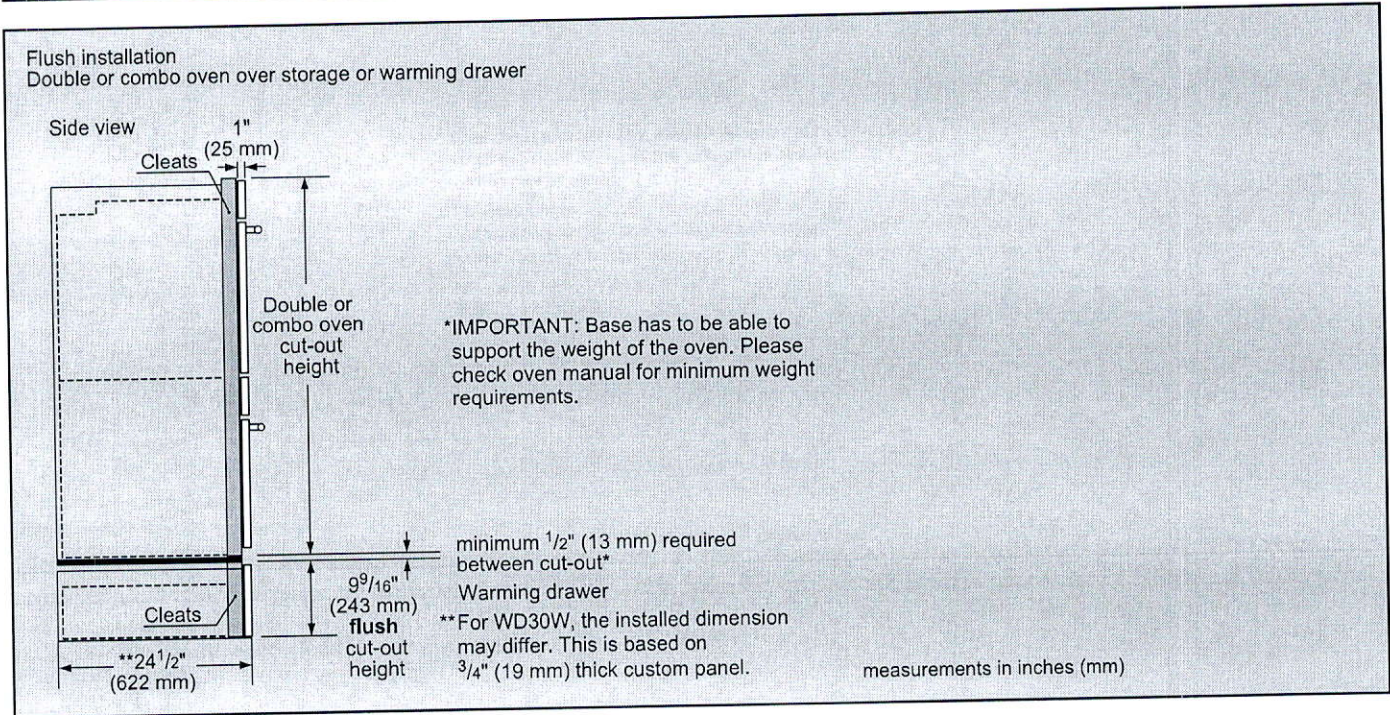 Flush installation
Double or combo oven over storage or warming drawer
Side view
1"
(25 mm)
Cleats
Double or
combo oven
cut-out
height
*IMPORTANT: Base has to be able to
support the weight of the oven. Please
check oven manual for minimum weight
requirements.
minimum 1/2" (13 mm) required
between cut-out*
Warming drawer
9 9/16"
(243 mm)
flush
cut-out
height
Cleats
**For WD30W, the installed dimension
may differ. This is based on
3/4" (19 mm) thick custom panel.
**24 1/2"
(622 mm)
measurements in inches (mm)